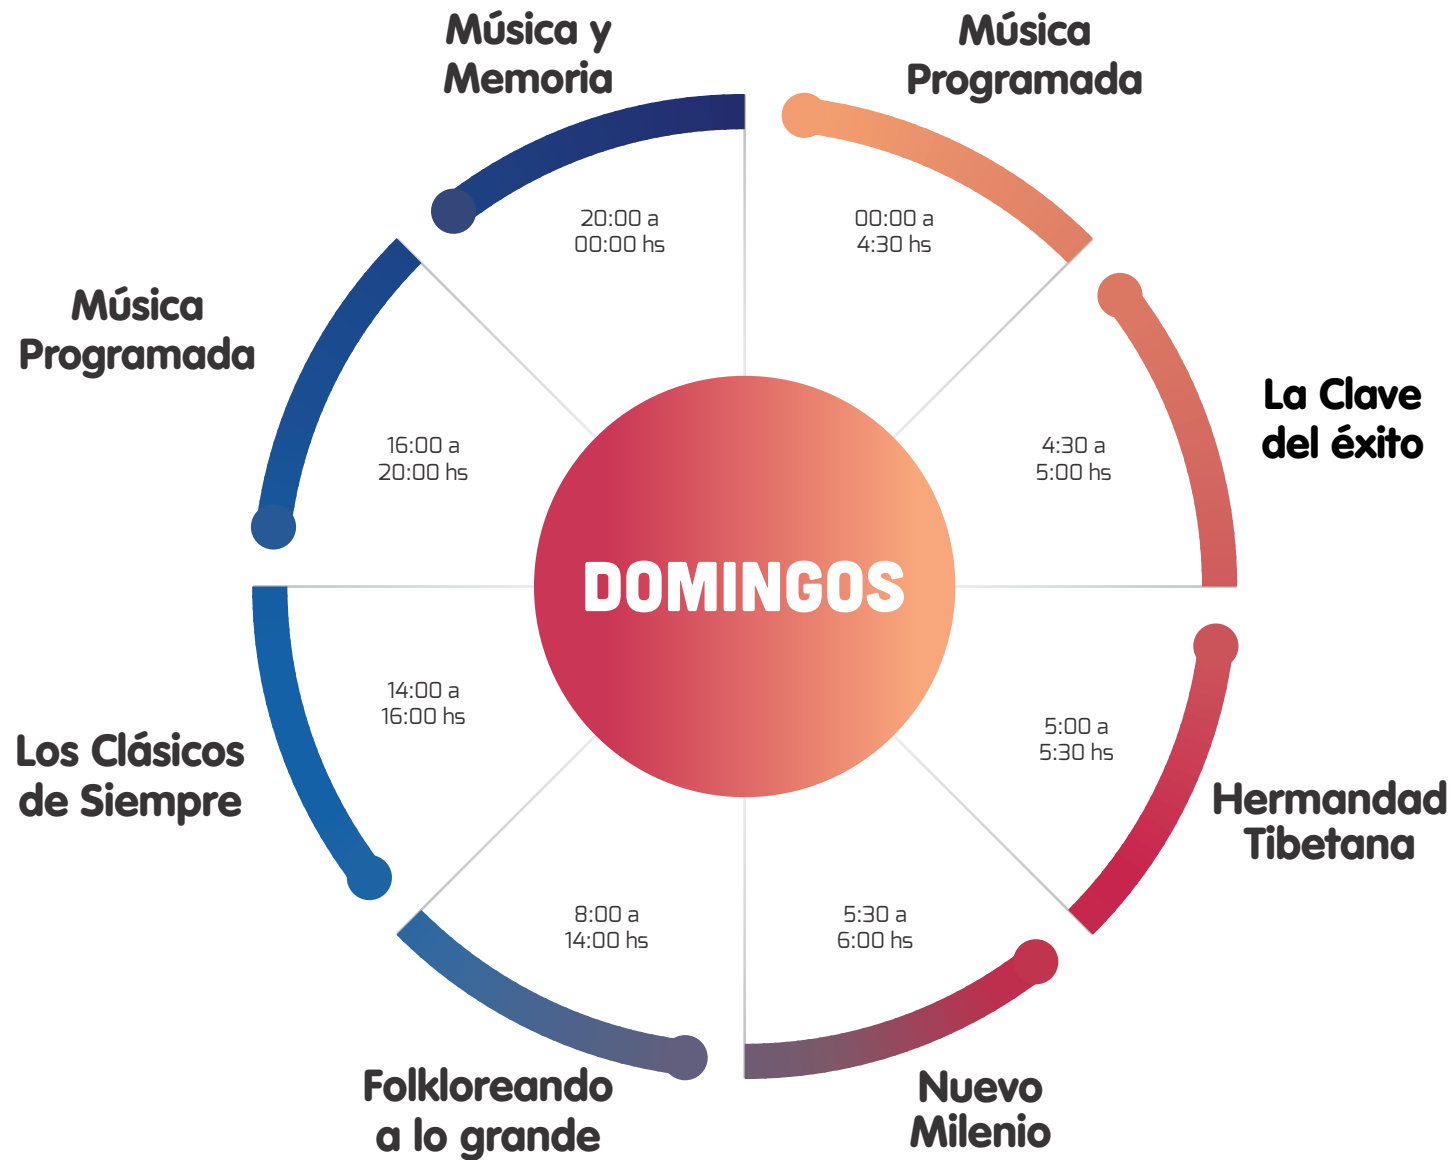 Música y
Memoria
Música
Programada
20:00 a
00:00 hs
00:00 a
4:30 hs
Música
Programada
La Clave
del éxito
16:00 a
20:00 hs
4:30 a
5:00 hs
DOMINGOS
14:00 a
16:00 hs
5:00 a
5:30 hs
Los Clásicos
de Siempre
Hermandad
Tibetana
8:00 a
14:00 hs
5:30 a
6:00 hs
Folkloreando
a lo grande
Nuevo
Milenio